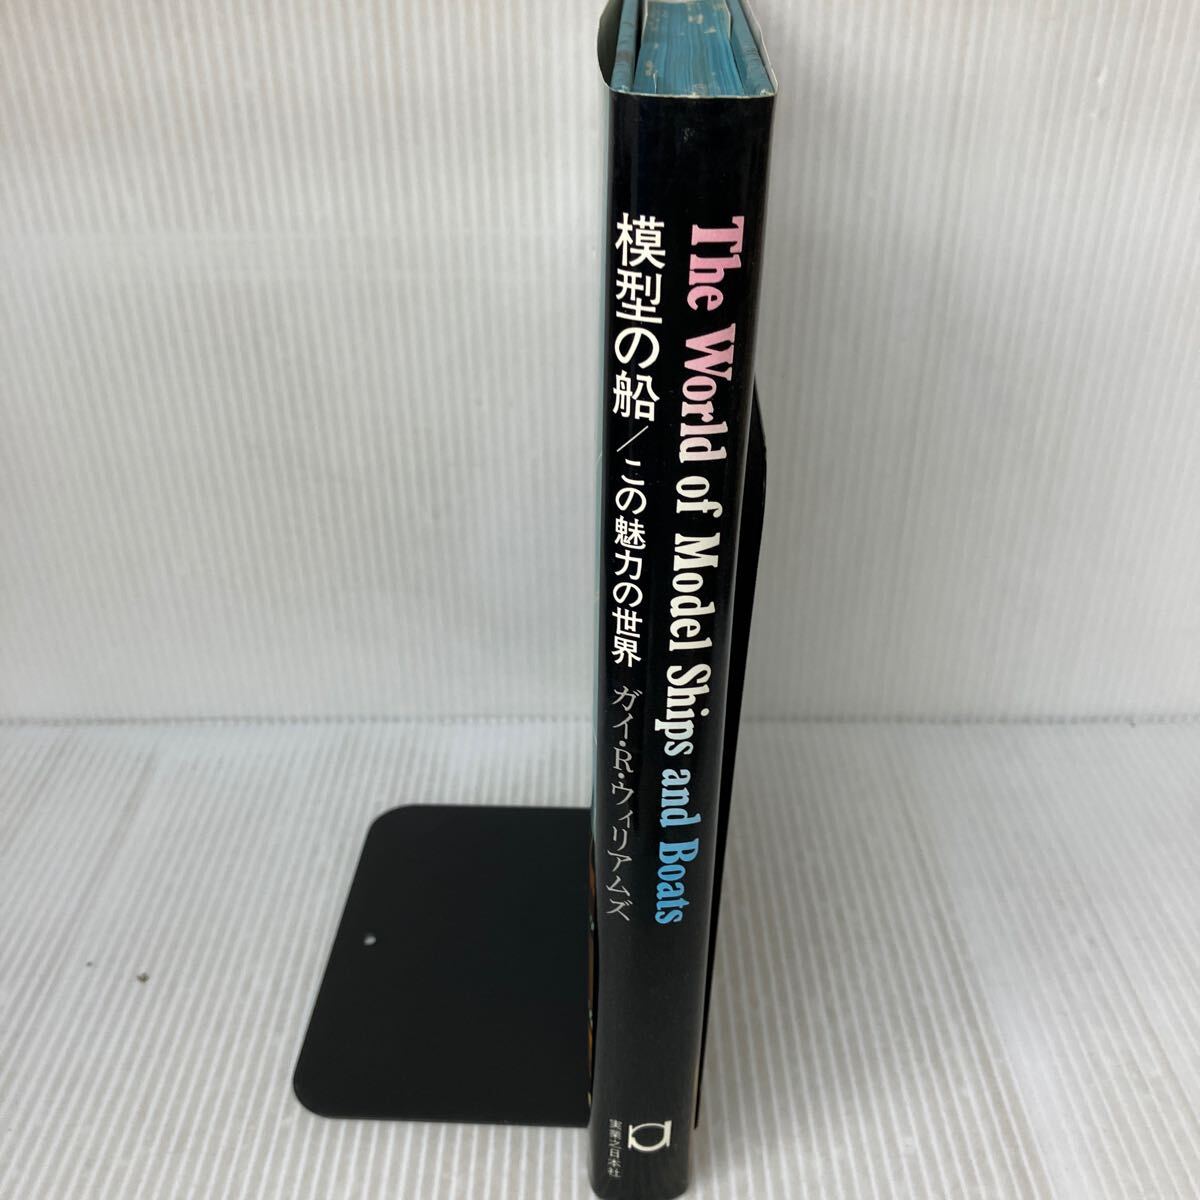 The World of Model Ships and Boats
模型の船/この魅力の世界 ガイ・R・ウィリアムズ
実業之日本社